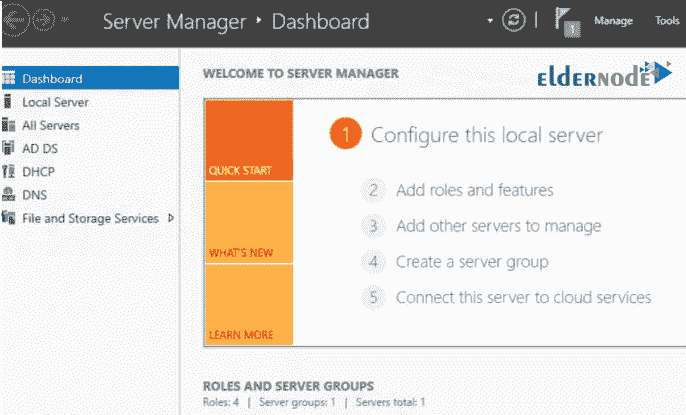 Server Manager ‣ Dashboard
1
Manage
Tools
Dashboard
Local Server
All Servers
AD DS
DHCP
DNS
File and Storage Services
WELCOME TO SERVER MANAGER
eLDERNODE
QUICK START
WHAT'S NEW
LEARN MORE
1 Configure this local server
2 Add roles and features
3 Add other servers to manage
4 Create a server group
5 Connect this server to cloud services
ROLES AND SERVER GROUPS
Roles: 4 | Server groups: 1 | Servers total: 1